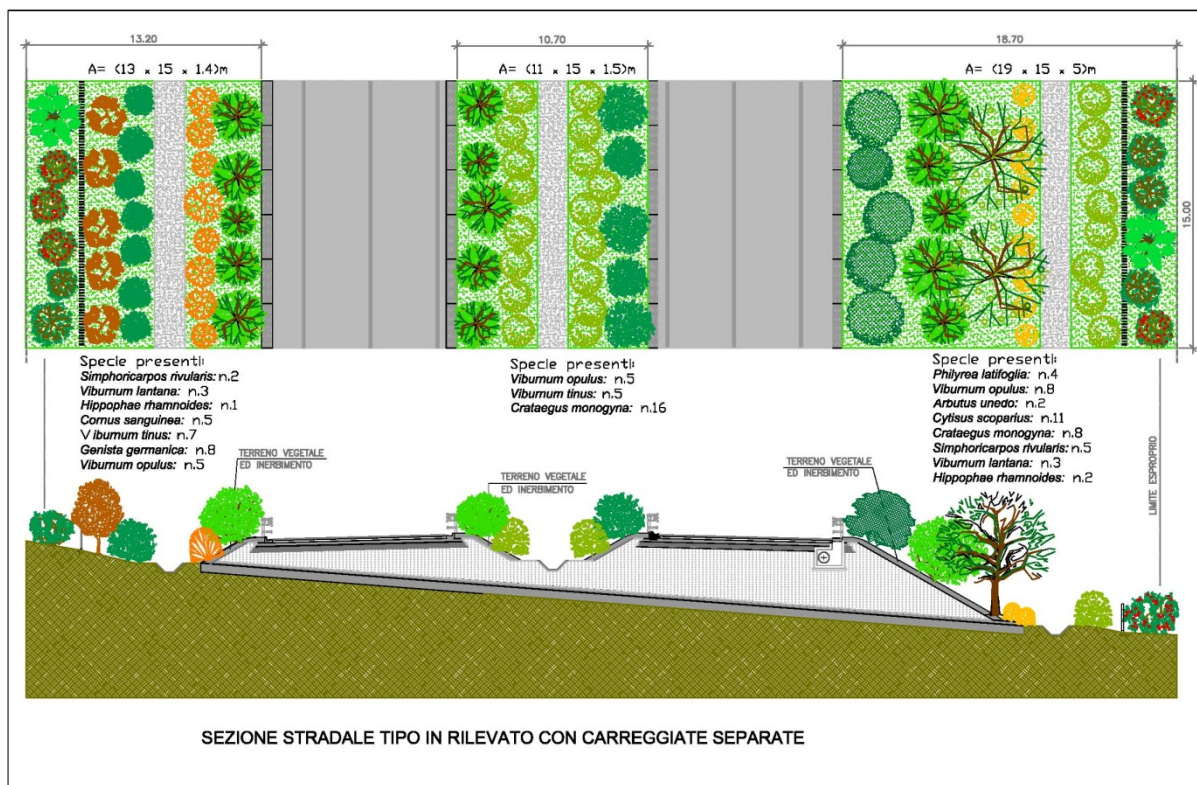 13.20
10.70
18.70
A= (13 x 15 x 1.4)m
A= (11 x 15 x 1.5)m
A= (19 x 15 x 5)m
15.00
Specie presenti:
Simphoricarpos rivularis: n.2
Viburnum lantana: n.3
Hippophae rhamnoides: n.1
Cornus sanguinea: n.5
Viburnum tinus: n.7
Genista germanica: n.8
Viburnum opulus: n.5
Specie presenti:
Viburnum opulus: n.5
Viburnum tinus: n.5
Crataegus monogyna: n.16
Specie presenti:
Philyrea latifoglia: n.4
Viburnum opulus: n.8
Arbutus unedo: n.2
Cytisus scoparius: n.11
Crataegus monogyna: n.8
Simphoricarpos rivularis: n.5
Viburnum lantana: n.3
Hippophae rhamnoides: n.2
TERRENO VEGETALE
ED INERBIMENTO
TERRENO VEGETALE
ED INERBIMENTO
TERRENO VEGETALE
ED INERBIMENTO
LIMITE ESPROPRIO
SEZIONE STRADALE TIPO IN RILEVATO CON CARREGGIATE SEPARATE